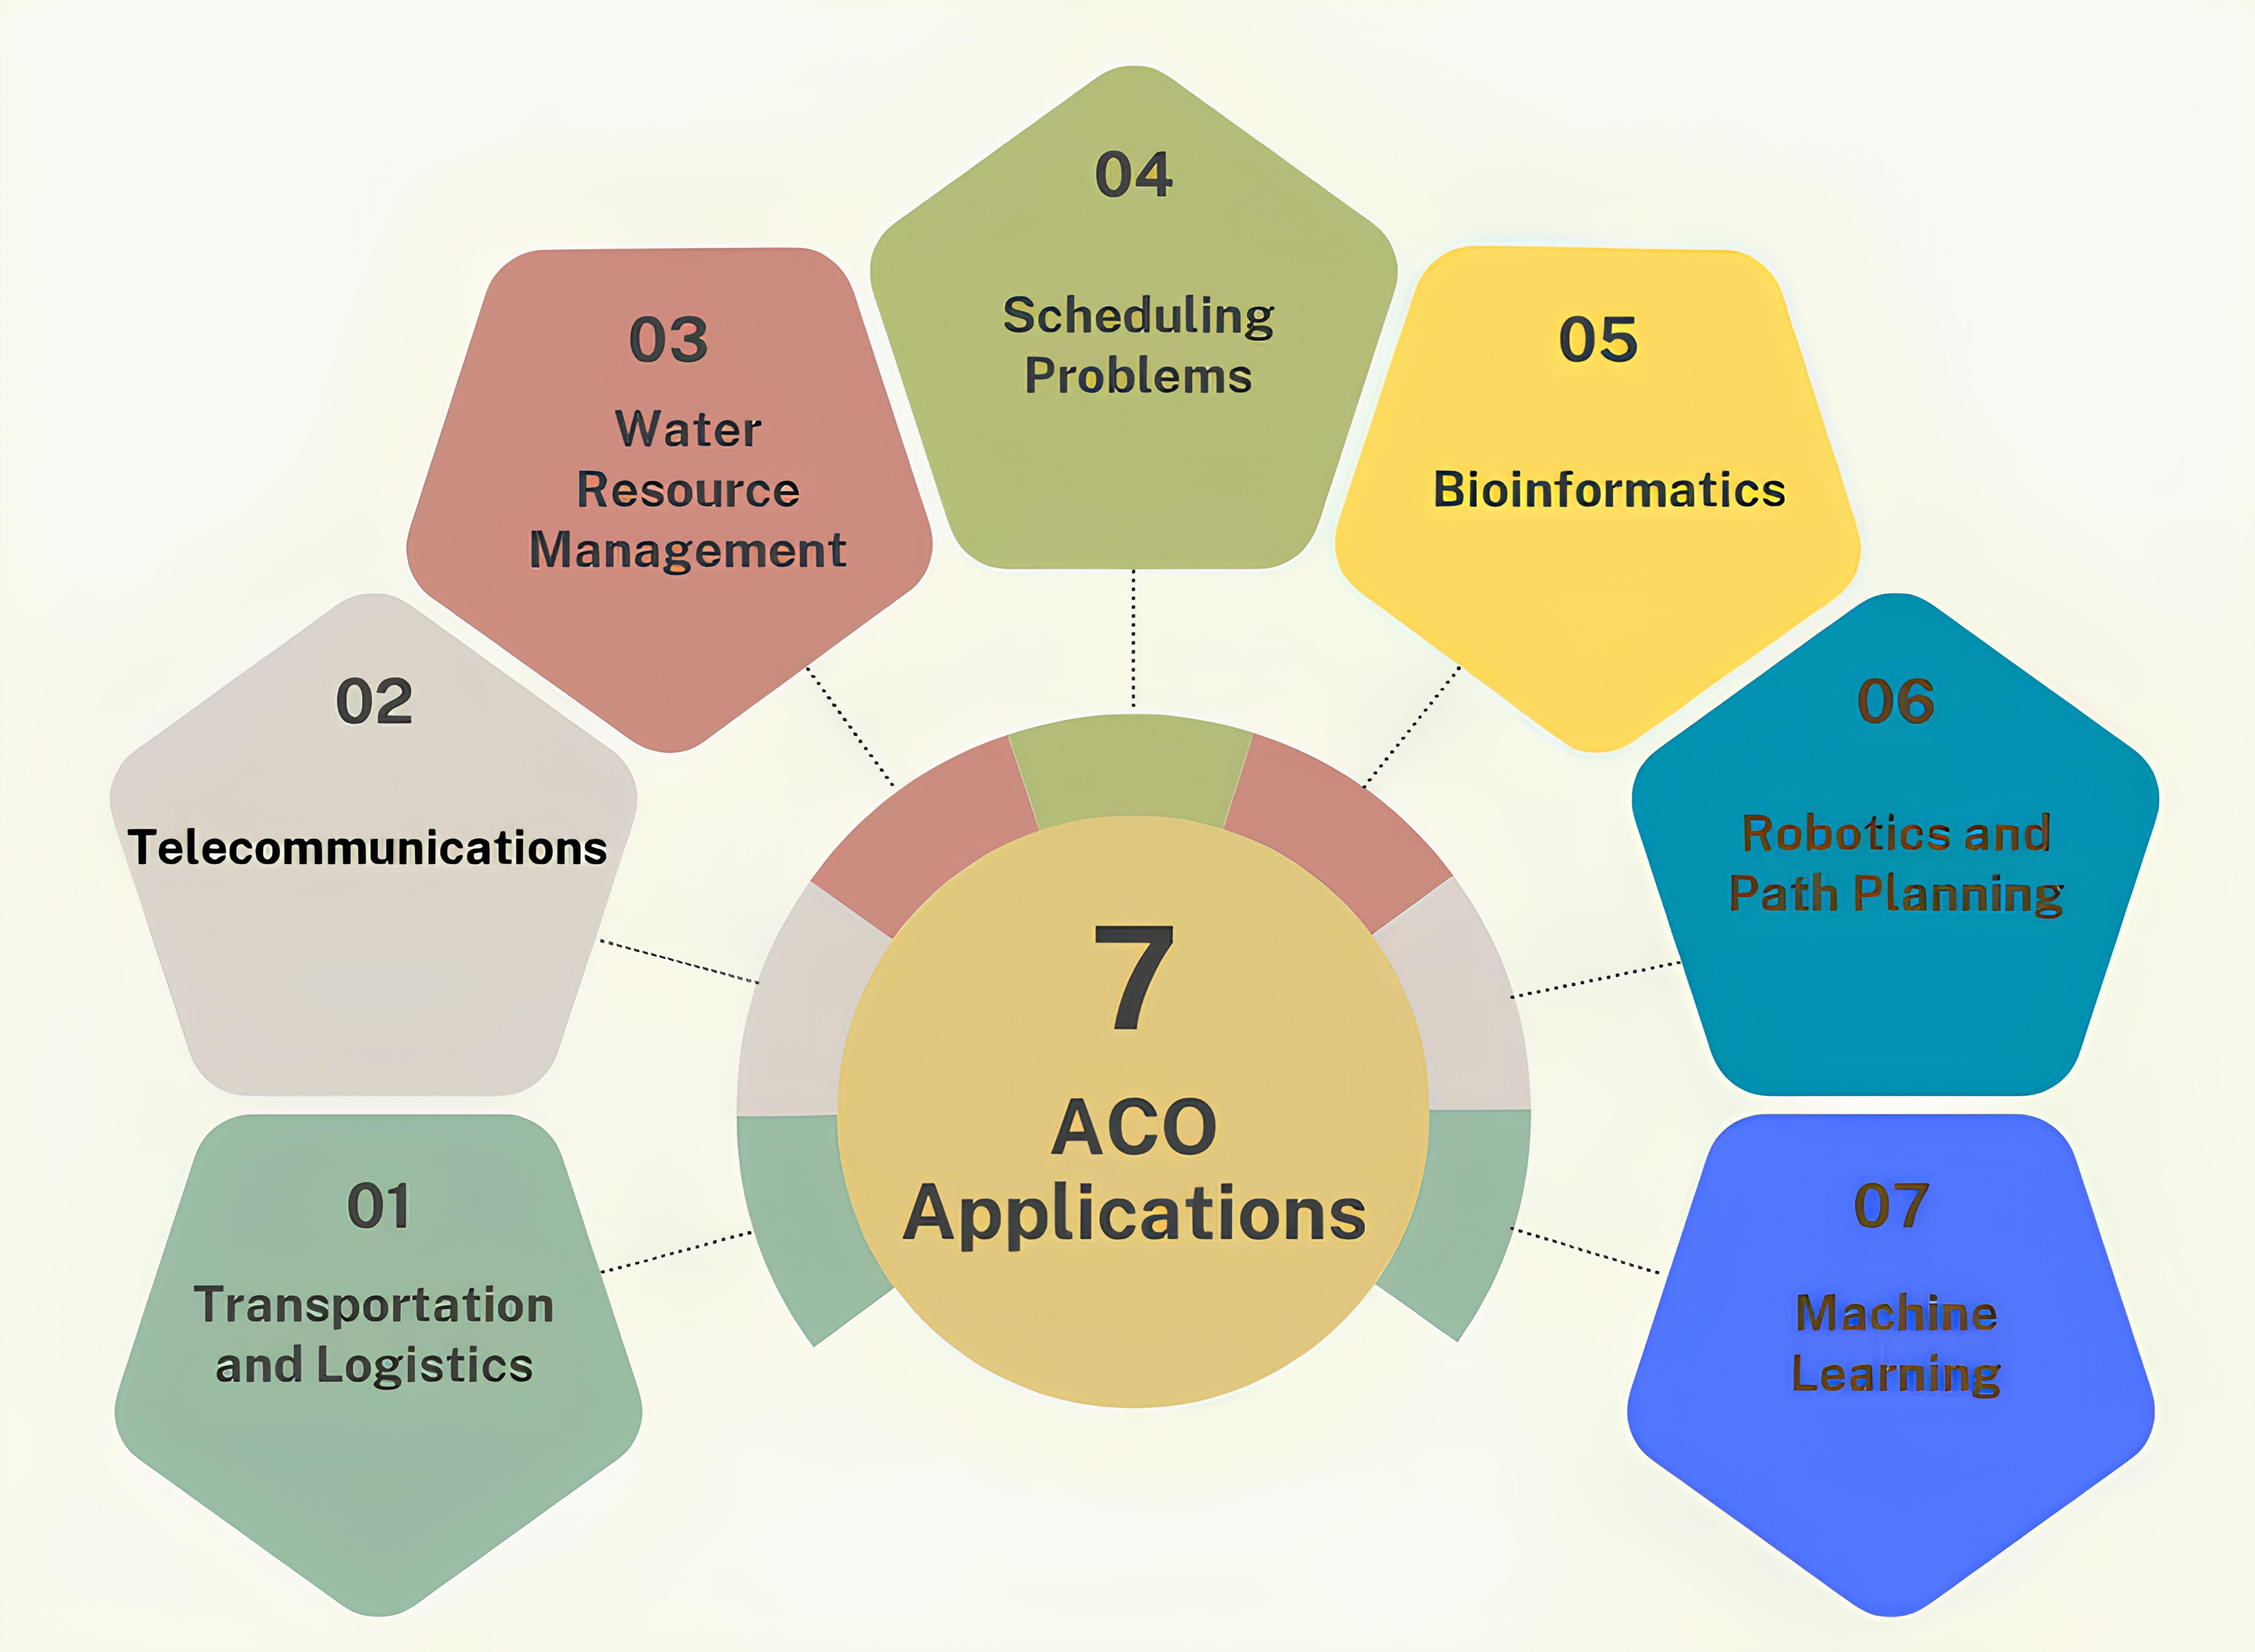 04
Scheduling
Problems
03
Water
Resource
Management
05
Bioinformatics
02
Telecommunications
06
Robotics and
Path Planning
7
ACO
Applications
01
Transportation
and Logistics
07
Machine
Learning